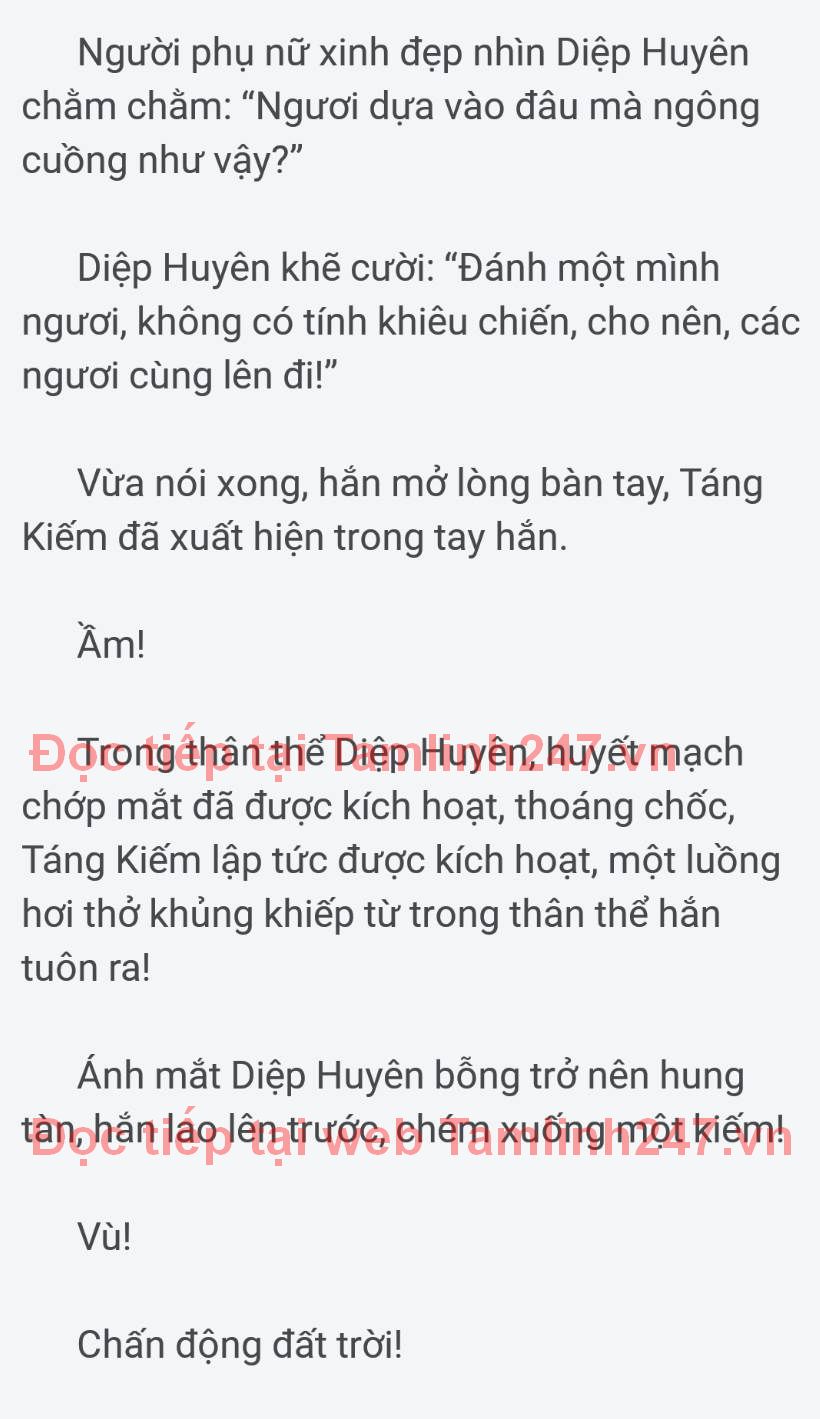 Người phụ nữ xinh đẹp nhìn Diệp Huyên
chằm chằm: “Ngươi dựa vào đâu mà ngông
cuồng như vậy?”
Diệp Huyên khẽ cười: “Đánh một mình
ngươi, không có tính khiêu chiến, cho nên, các
ngươi cùng lên đi!”
Vừa nói xong, hắn mở lòng bàn tay, Táng
Kiếm đã xuất hiện trong tay hắn.
Ầm!
Trong thân thể Diệp Huyên, huyết mạch
Đọc tiếp tại Tamlinh247.vn
chớp mắt đã được kích hoạt, thoáng chốc,
Táng Kiếm lập tức được kích hoạt, một luồng
hơi thở khủng khiếp từ trong thân thể hắn
tuôn ra!
Ánh mắt Diệp Huyên bỗng trở nên hung
tàn, hắn lao lên trước, chém xuống một kiếm!
Đọc tiếp tại web Tamlinh247.vn
Vù!
Chấn động đất trời!